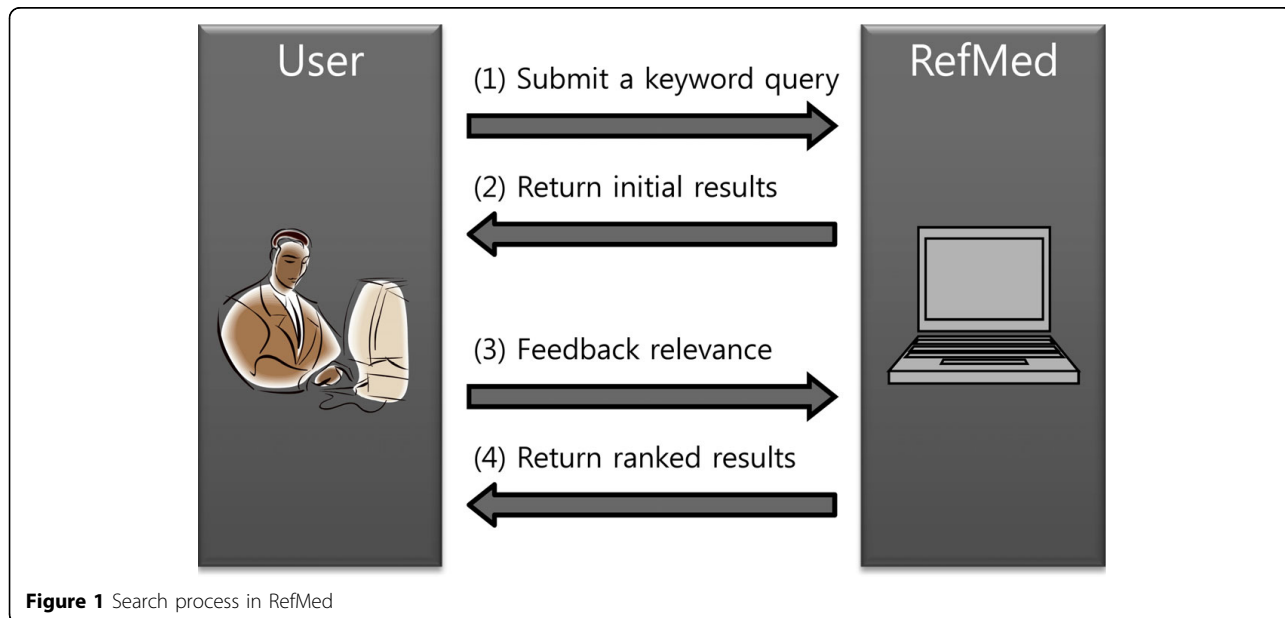 User
RefMed
(1) Submit a keyword query
(2) Return initial results
(3) Feedback relevance
(4) Return ranked results
Figure 1 Search process in RefMed